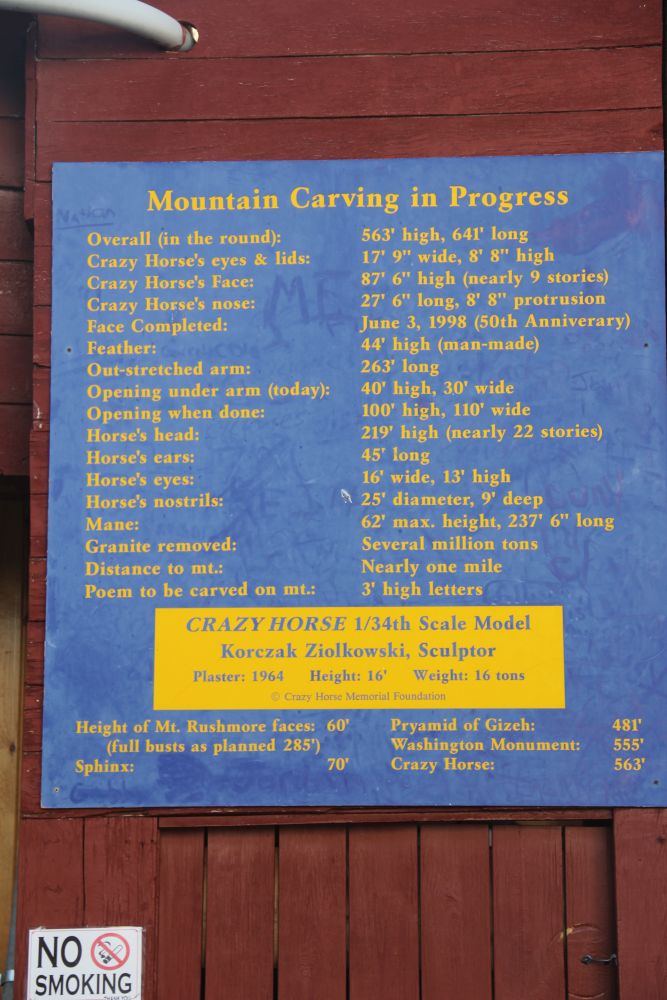 Mountain Carving in Progress
Overall (in the round): 563' high, 641' long
Crazy Horse's eyes & lids: 17' 9" wide, 8' 8" high
Crazy Horse's Face: 87' 6" high (nearly 9 stories)
Crazy Horse's nose: 27' 6" long, 8' 8" protrusion
Face Completed: June 3, 1998 (50th Anniverary)
Feather: 44' high (man-made)
Out-stretched arm: 263' long
Opening under arm (today): 40' high, 30' wide
Opening when done: 100' high, 110' wide
Horse's head: 219' high (nearly 22 stories)
Horse's ears: 45' long
Horse's eyes: 16' wide, 13' high
Horse's nostrils: 25' diameter, 9' deep
Mane: 62' max. height, 237' 6" long
Granite removed: Several million tons
Distance to mt.: Nearly one mile
Poem to be carved on mt.: 3' high letters
CRAZY HORSE 1/34th Scale Model
Korczak Ziolkowski, Sculptor
Plaster: 1964 Height: 16' Weight: 16 tons
© Crazy Horse Memorial Foundation
Height of Mt. Rushmore faces: 60'
(full busts as planned 285')
Sphinx: 70'
Pryamid of Gizeh: 481'
Washington Monument: 555'
Crazy Horse: 563'
NO
SMOKING
THANK YOU